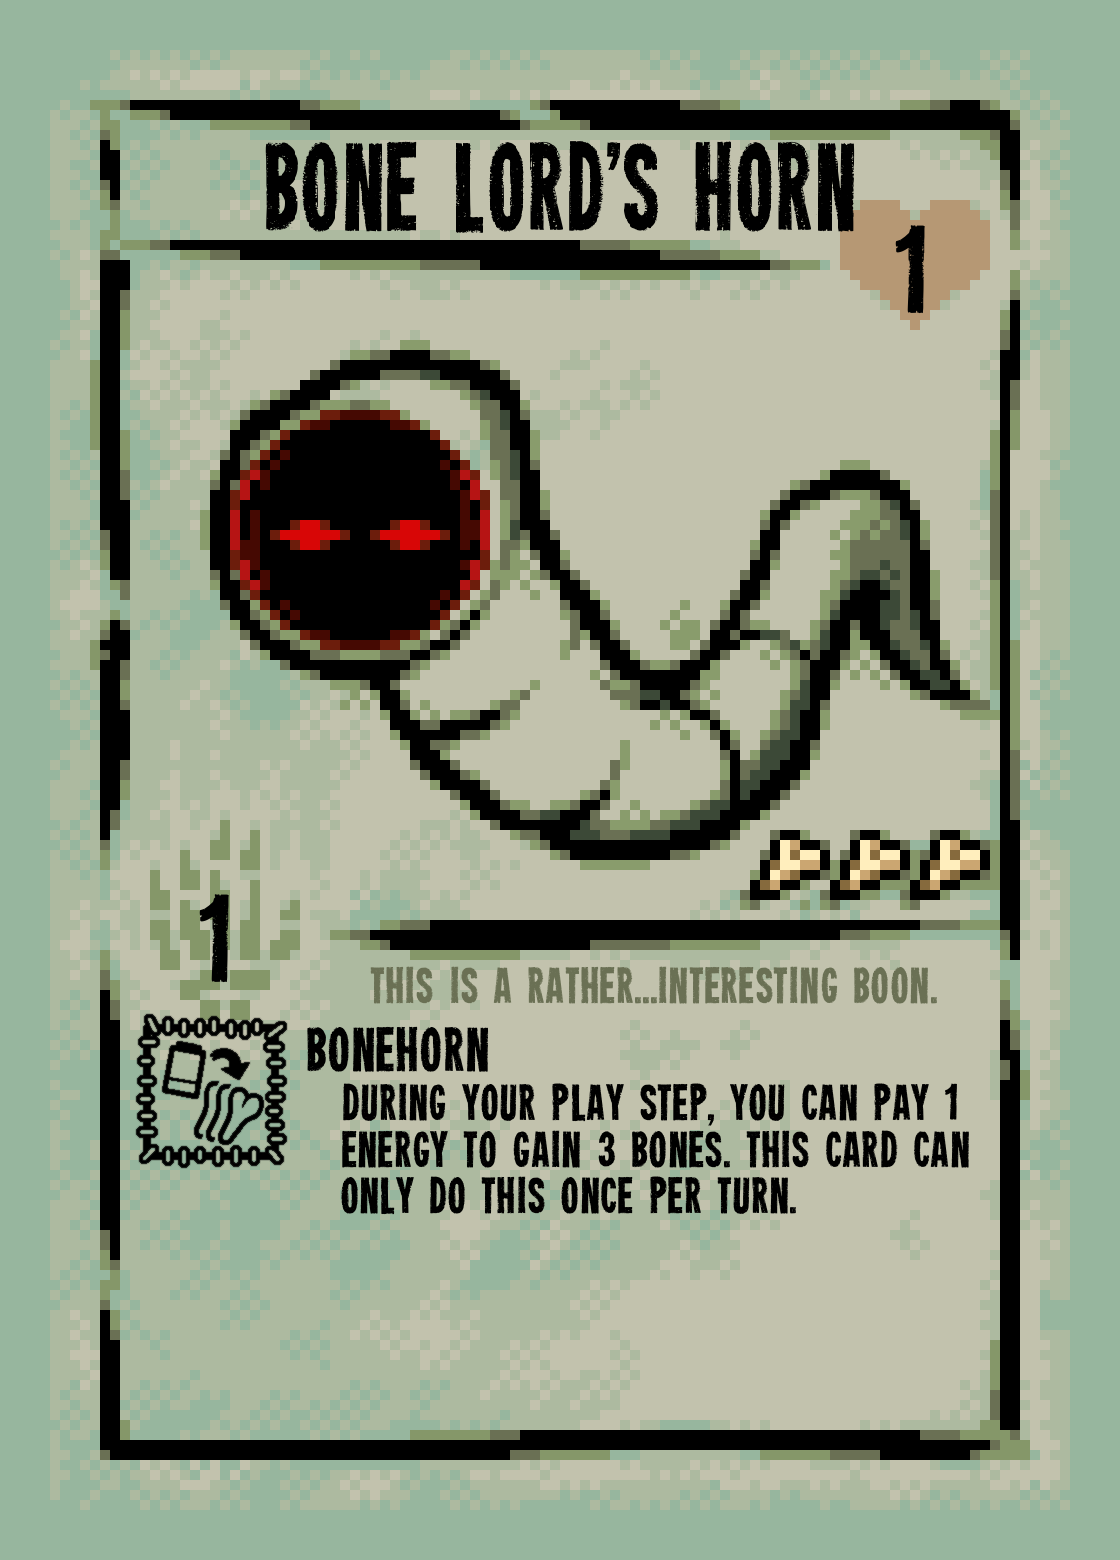 BONE LORD'S HORN
1
1
THIS IS A RATHER...INTERESTING BOON.
BONEHORN
DURING YOUR PLAY STEP, YOU CAN PAY 1
ENERGY TO GAIN 3 BONES. THIS CARD CAN
ONLY DO THIS ONCE PER TURN.